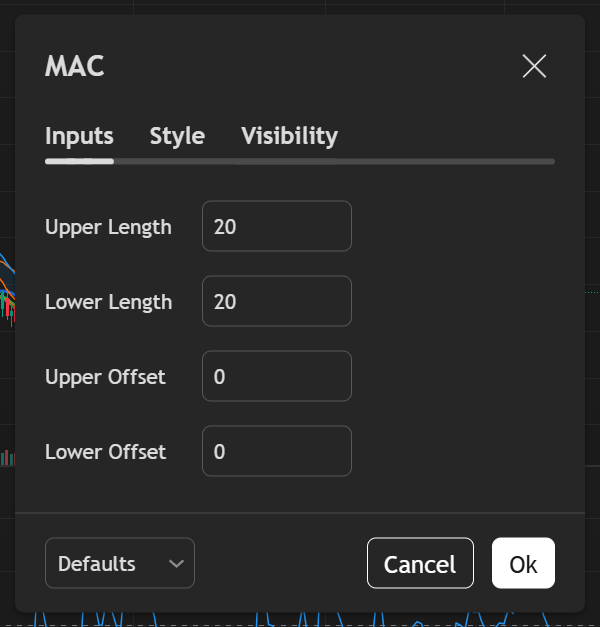 MAC
Inputs Style Visibility
Upper Length 20
Lower Length 20
Upper Offset 0
Lower Offset 0
Defaults Cancel Ok